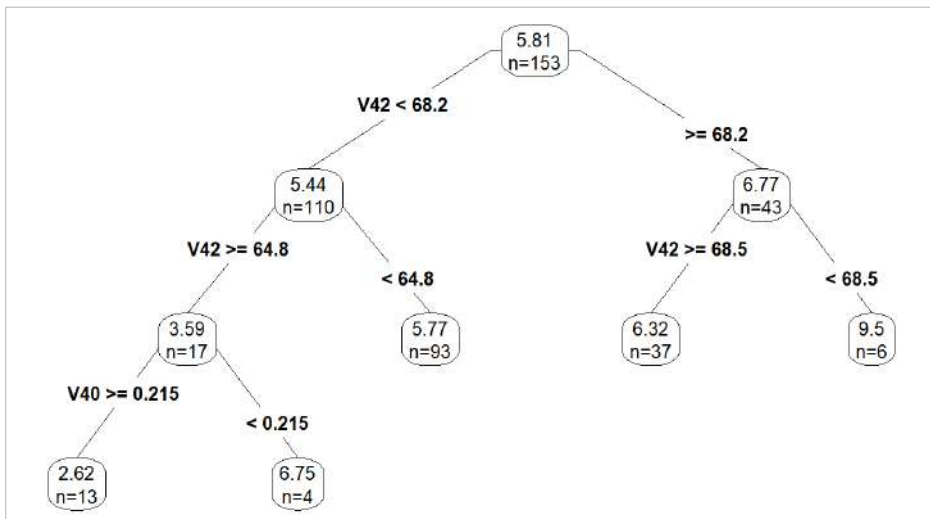 5.81
n=153
V42 < 68.2
>= 68.2
5.44
n=110
6.77
n=43
V42 >= 64.8
< 64.8
V42 >= 68.5
< 68.5
3.59
n=17
5.77
n=93
6.32
n=37
9.5
n=6
V40 >= 0.215
< 0.215
2.62
n=13
6.75
n=4